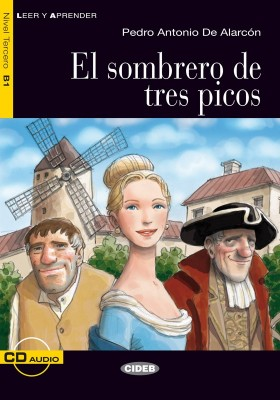 LEER Y APRENDER
Nivel Tercero B1
Pedro Antonio De Alarcón
El sombrero de
tres picos
CD AUDIO
CIDEB